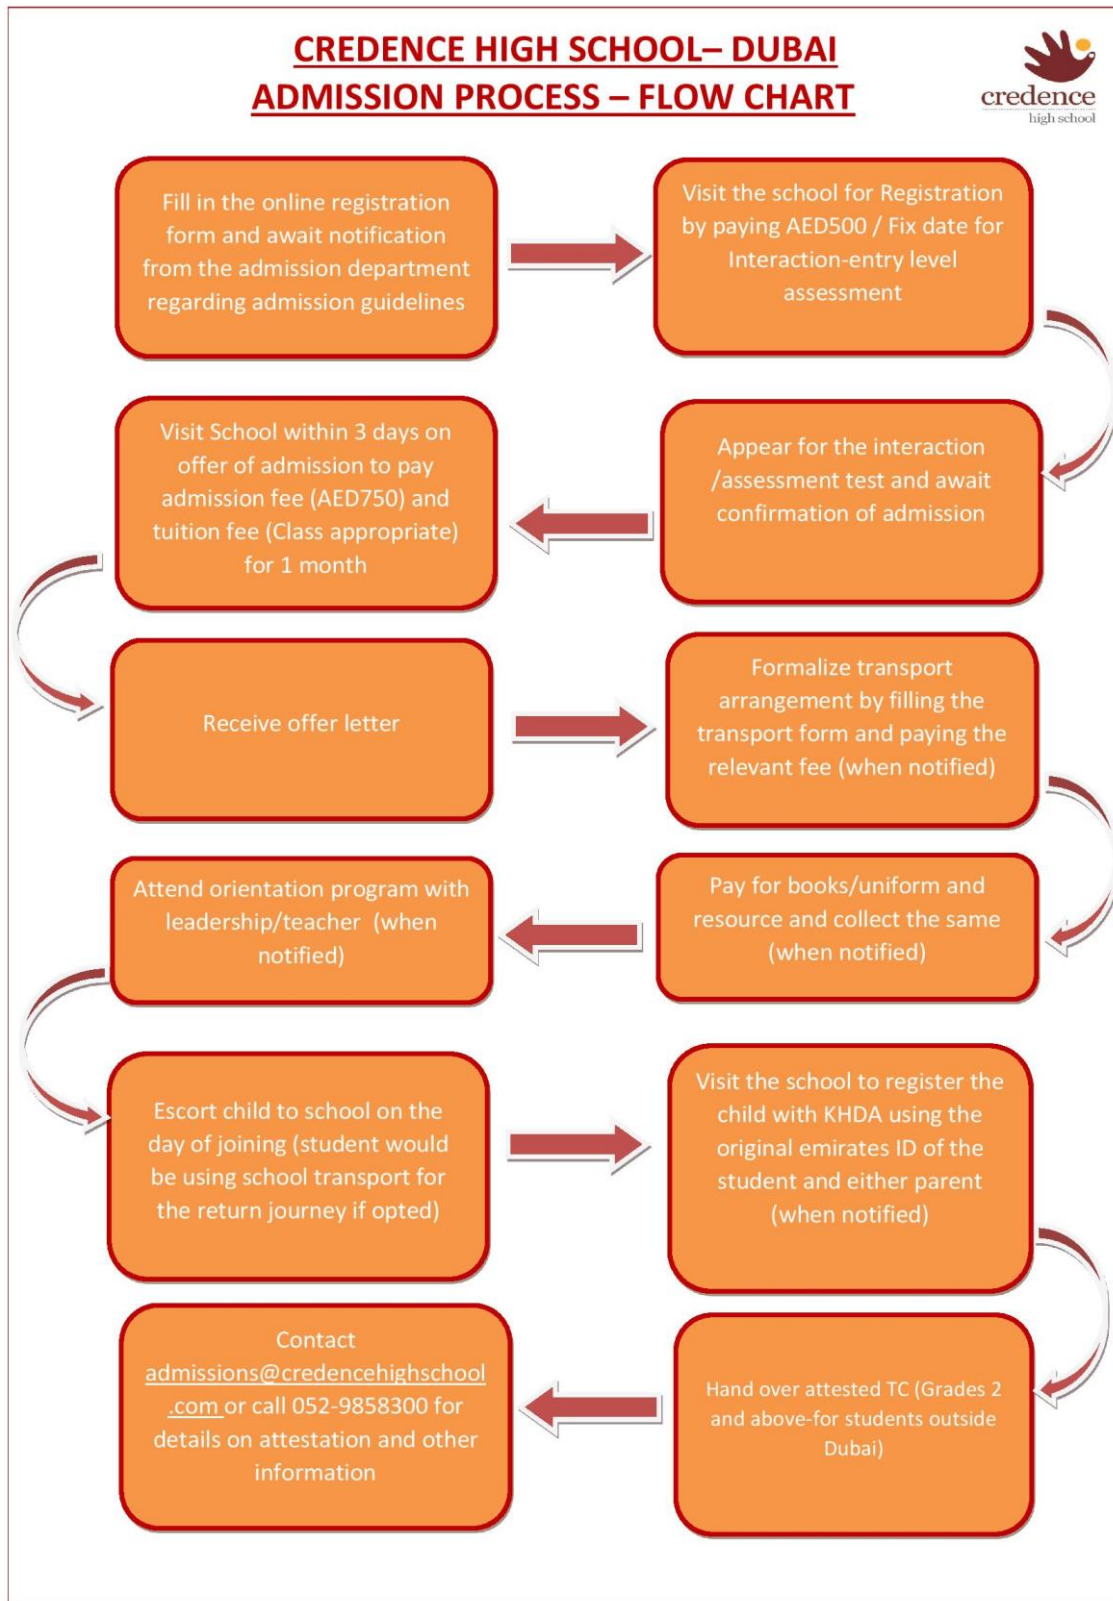 CREDENCE HIGH SCHOOL– DUBAI
ADMISSION PROCESS – FLOW CHART
credence
high school
Fill in the online registration
form and await notification
from the admission department
regarding admission guidelines
Visit the school for Registration
by paying AED500 / Fix date for
Interaction-entry level
assessment
Appear for the interaction
/assessment test and await
confirmation of admission
Visit School within 3 days on
offer of admission to pay
admission fee (AED750) and
tuition fee (Class appropriate)
for 1 month
Receive offer letter
Formalize transport
arrangement by filling the
transport form and paying the
relevant fee (when notified)
Pay for books/uniform and
resource and collect the same
(when notified)
Attend orientation program with
leadership/teacher (when
notified)
Escort child to school on the
day of joining (student would
be using school transport for
the return journey if opted)
Visit the school to register the
child with KHDA using the
original emirates ID of the
student and either parent
(when notified)
Hand over attested TC (Grades 2
and above-for students outside
Dubai)
Contact
admissions@credencehighschool
.com or call 052-9858300 for
details on attestation and other
information